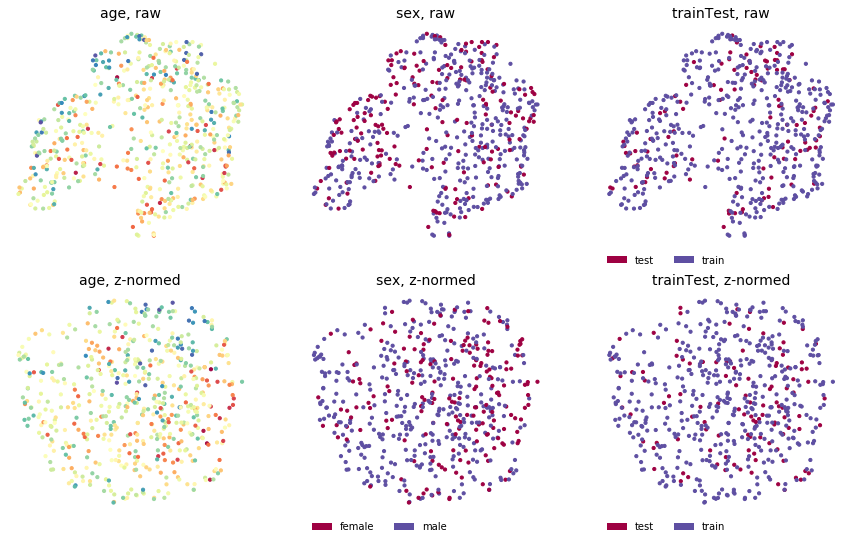 age, raw
sex, raw
trainTest, raw
test
train
age, z-normed
sex, z-normed
trainTest, z-normed
female
male
test
train